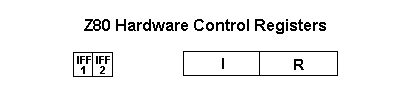 Z80 Hardware Control Registers
IFF IFF
1 2
I R